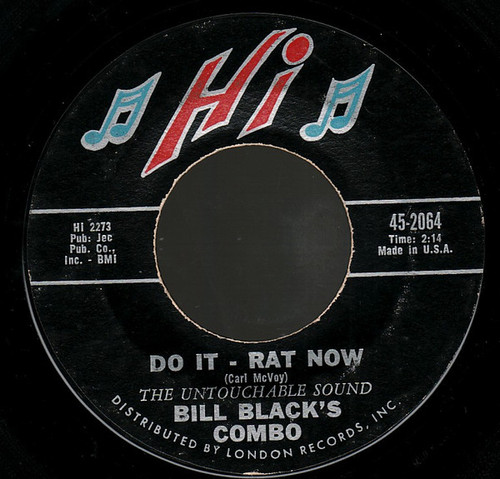 Hi
Hi 2273
Pub: Jec
Pub. Co.,
Inc. - BMI
45-2064
Time: 2:14
Made in U.S.A.
DO IT - RAT NOW
(Carl McVoy)
THE UNTOUCHABLE SOUND
BILL BLACK'S
COMBO
DISTRIBUTED BY LONDON RECORDS, INC.